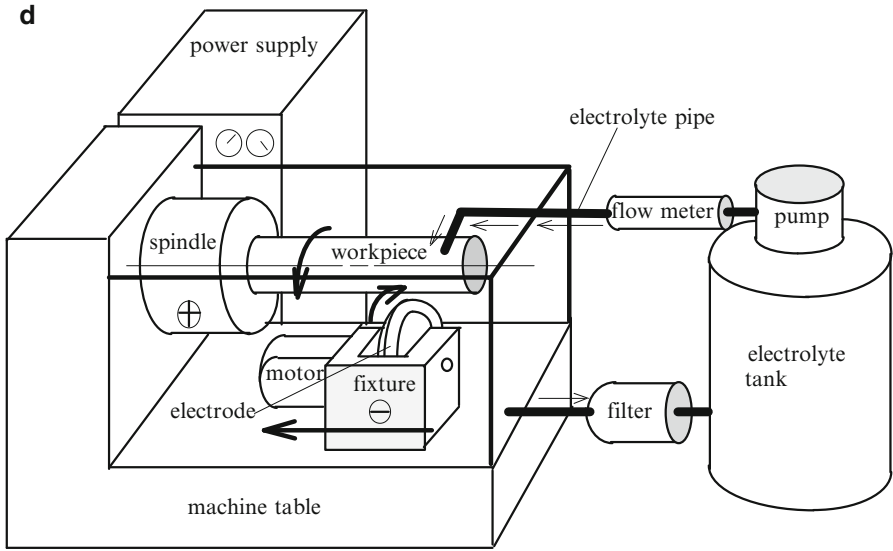 d
power supply
electrolyte pipe
flow meter
pump
spindle
workpiece
+
electrolyte
tank
motor
fixture
electrode
−
filter
machine table